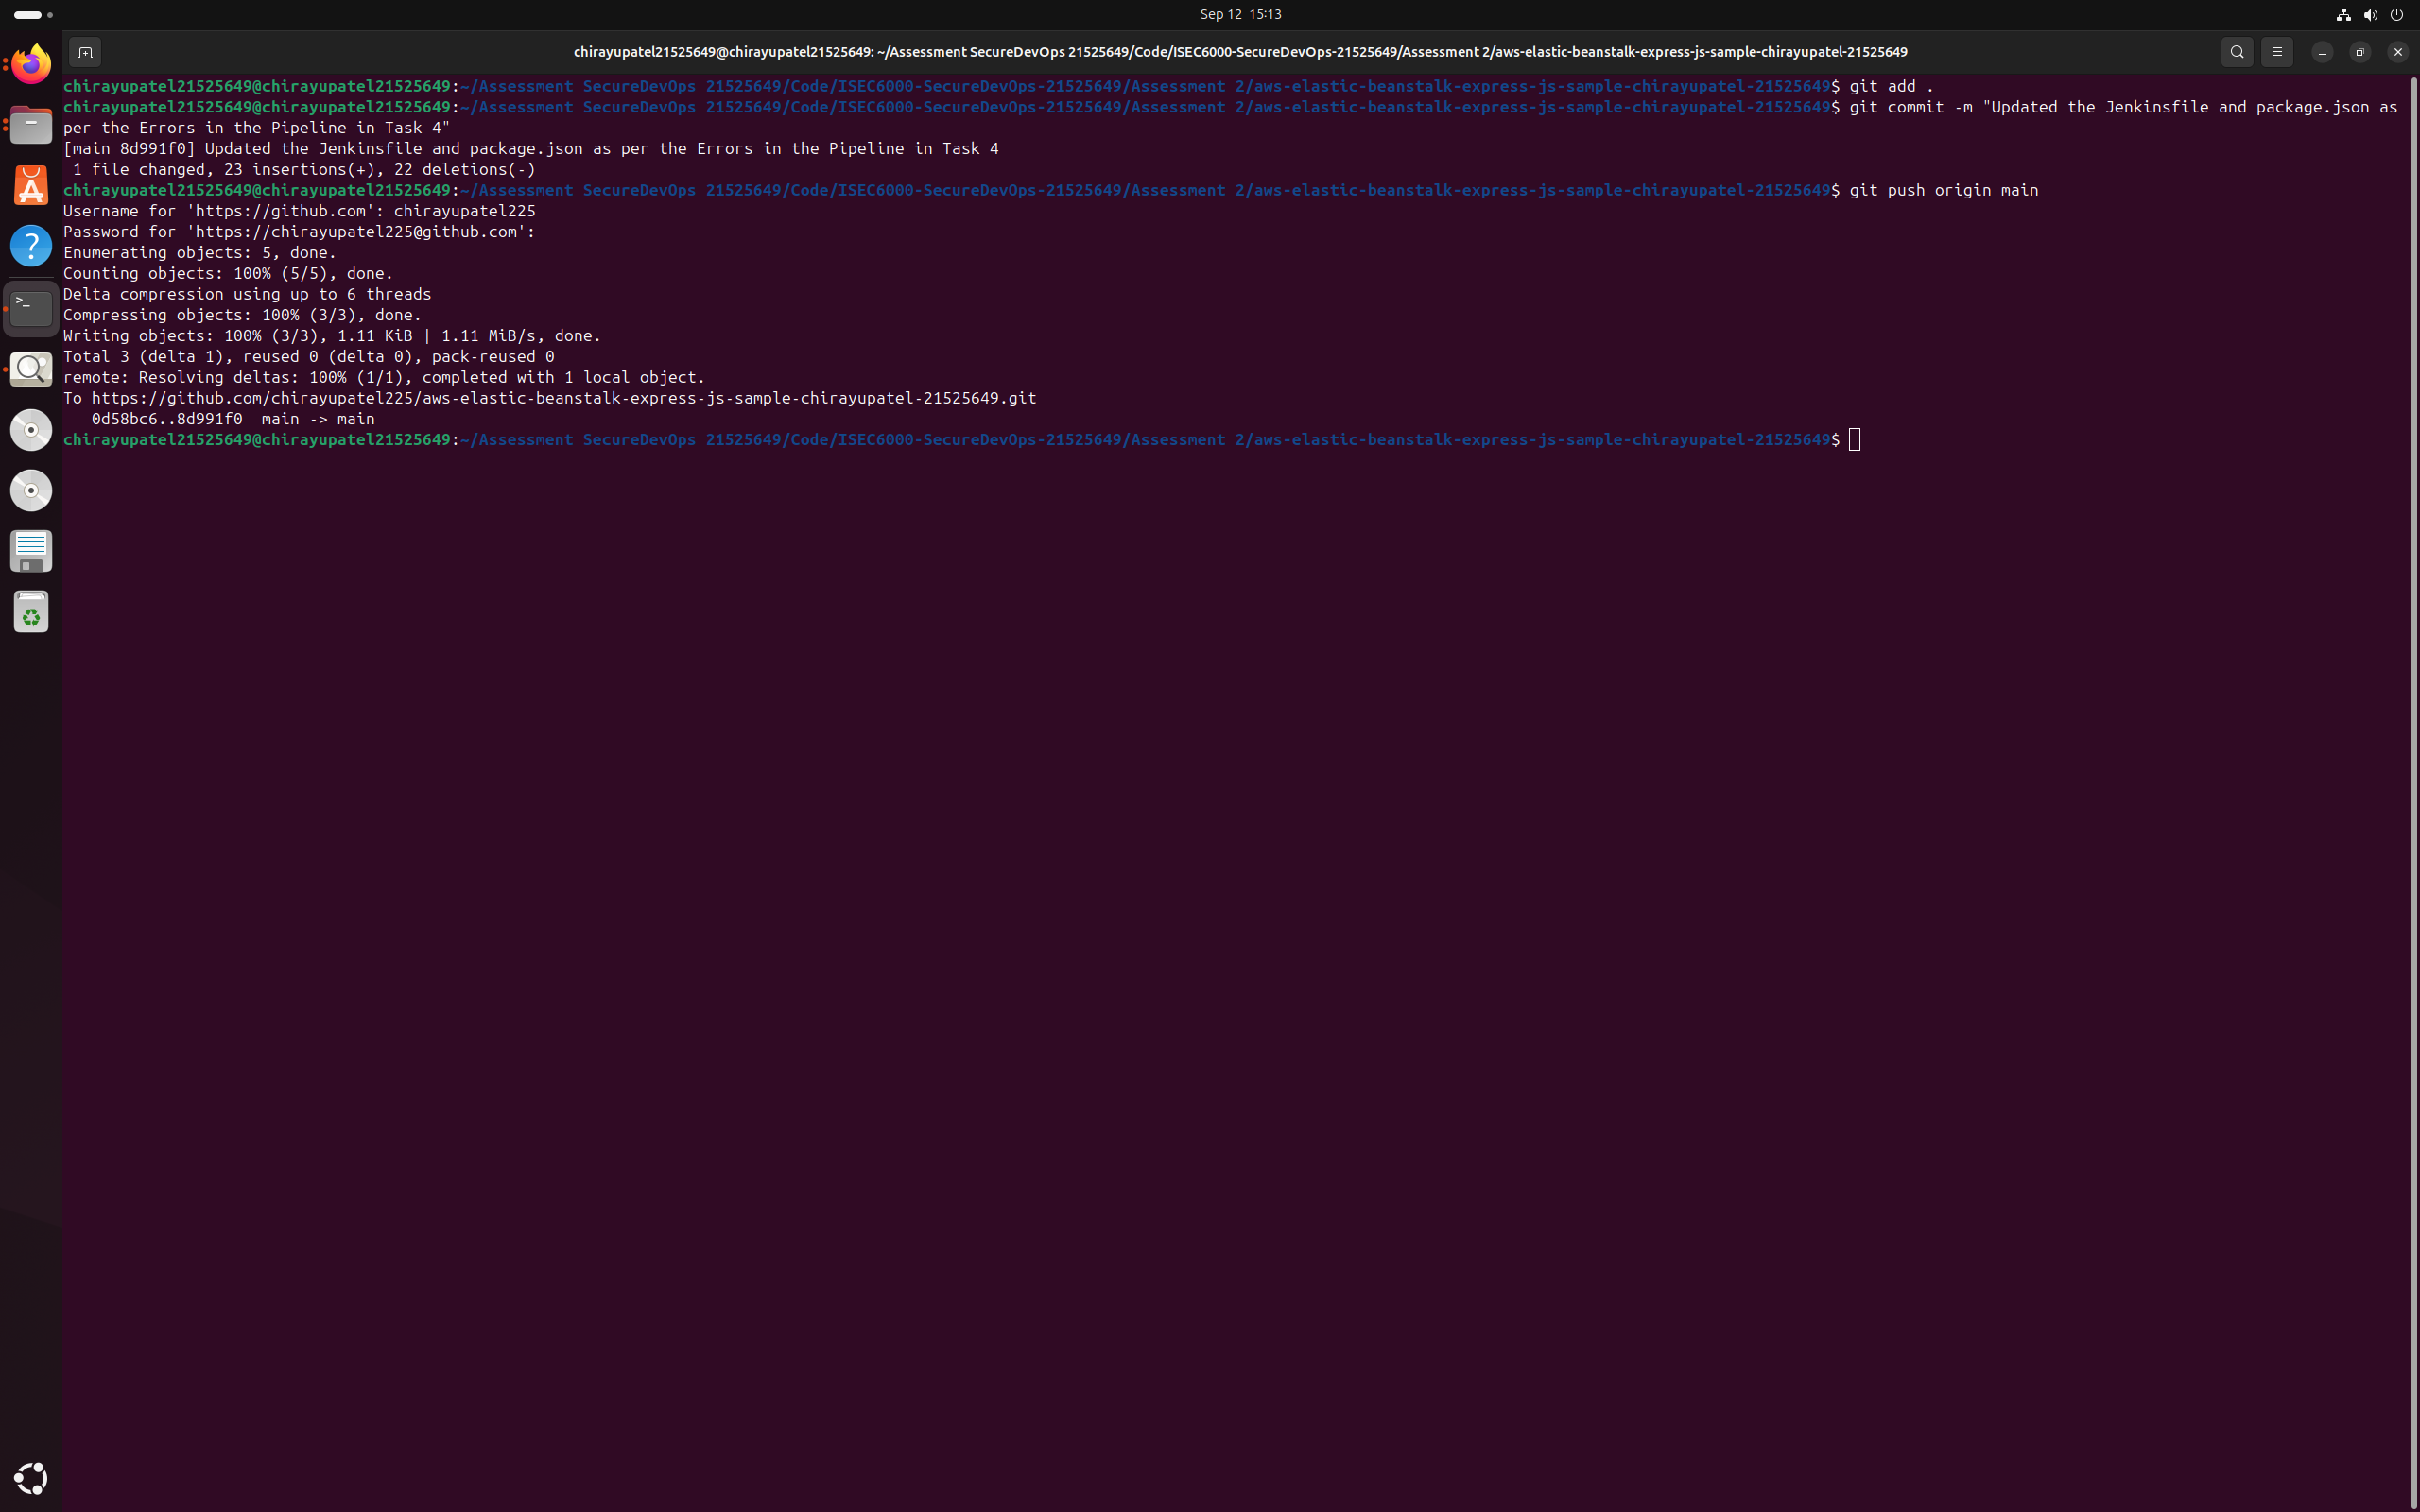 Sep 12 15:13
chirayupatel21525649@chirayupatel21525649: ~/Assessment SecureDevOps 21525649/Code/ISEC6000-SecureDevOps-21525649/Assessment 2/aws-elastic-beanstalk-express-js-sample-chirayupatel-21525649
chirayupatel21525649@chirayupatel21525649:~/Assessment SecureDevOps 21525649/Code/ISEC6000-SecureDevOps-21525649/Assessment 2/aws-elastic-beanstalk-express-js-sample-chirayupatel-21525649$ git add .
chirayupatel21525649@chirayupatel21525649:~/Assessment SecureDevOps 21525649/Code/ISEC6000-SecureDevOps-21525649/Assessment 2/aws-elastic-beanstalk-express-js-sample-chirayupatel-21525649$ git commit -m "Updated the Jenkinsfile and package.json as
per the Errors in the Pipeline in Task 4"
[main 8d991f0] Updated the Jenkinsfile and package.json as per the Errors in the Pipeline in Task 4
 1 file changed, 23 insertions(+), 22 deletions(-)
chirayupatel21525649@chirayupatel21525649:~/Assessment SecureDevOps 21525649/Code/ISEC6000-SecureDevOps-21525649/Assessment 2/aws-elastic-beanstalk-express-js-sample-chirayupatel-21525649$ git push origin main
Username for 'https://github.com': chirayupatel225
Password for 'https://chirayupatel225@github.com':
Enumerating objects: 5, done.
Counting objects: 100% (5/5), done.
Delta compression using up to 6 threads
Compressing objects: 100% (3/3), done.
Writing objects: 100% (3/3), 1.11 KiB | 1.11 MiB/s, done.
Total 3 (delta 1), reused 0 (delta 0), pack-reused 0
remote: Resolving deltas: 100% (1/1), completed with 1 local object.
To https://github.com/chirayupatel225/aws-elastic-beanstalk-express-js-sample-chirayupatel-21525649.git
   0d58bc6..8d991f0  main -> main
chirayupatel21525649@chirayupatel21525649:~/Assessment SecureDevOps 21525649/Code/ISEC6000-SecureDevOps-21525649/Assessment 2/aws-elastic-beanstalk-express-js-sample-chirayupatel-21525649$